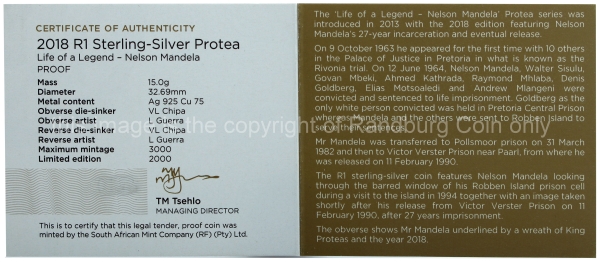 CERTIFICATE OF AUTHENTICITY
2018 R1 Sterling-Silver Protea
Life of a Legend – Nelson Mandela
PROOF
Mass 15.0g
Diameter 32.69mm
Metal content Ag 925 Cu 75
Obverse die-sinker VL Chipa
Obverse artist L Guerra
Reverse die-sinker VL Chipa
Reverse artist L Guerra
Maximum mintage 3000
Limited edition 2000
TM Tsehlo
MANAGING DIRECTOR
This is to certify that this legal tender, proof coin was
minted by the South African Mint Company (RF) (Pty) Ltd.
The 'Life of a Legend – Nelson Mandela' Protea series was
introduced in 2013 with the 2018 edition featuring Nelson
Mandela's 27-year incarceration and eventual release.
On 9 October 1963 he appeared for the first time with 10 others
in the Palace of Justice in Pretoria in what is known as the
Rivonia trial. On 12 June 1964, Nelson Mandela, Walter Sisulu,
Govan Mbeki, Ahmed Kathrada, Raymond Mhlaba, Denis
Goldberg, Elias Motsoaledi and Andrew Mlangeni were
convicted and sentenced to life imprisonment. Goldberg as the
only white person convicted was held in Pretoria Central Prison
whereas Mandela and the others were sent to Robben Island to
serve their sentences.
Mr Mandela was transferred to Pollsmoor prison on 31 March
1982 and then to Victor Verster Prison near Paarl, from where he
was released on 11 February 1990.
The R1 sterling-silver coin features Nelson Mandela looking
through the barred window of his Robben Island prison cell
during a visit to the island in 1994 together with an image taken
shortly after his release from Victor Verster Prison on 11
February 1990, after 27 years imprisonment.
The obverse shows Mr Mandela underlined by a wreath of King
Proteas and the year 2018.
image is the copyright of Randburg Coin only